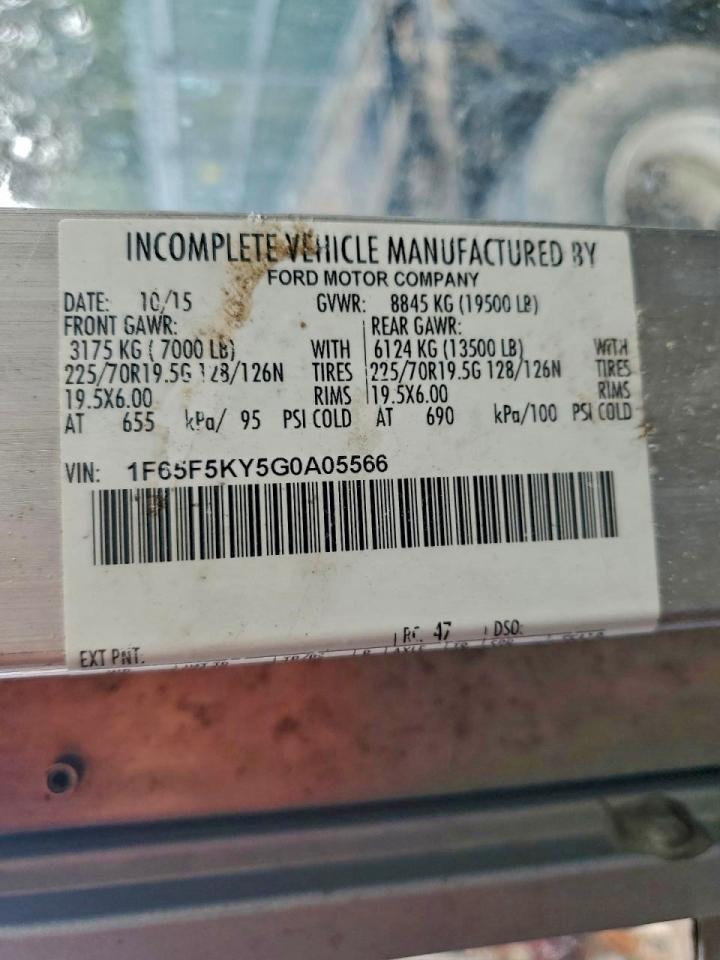 INCOMPLETE VEHICLE MANUFACTURED BY
FORD MOTOR COMPANY
DATE: 10/15 GVWR: 8845 KG (19500 LB)
FRONT GAWR: REAR GAWR:
3175 KG ( 7000 LB) WITH 6124 KG (13500 LB) WITH
225/70R19.5G 128/126N TIRES 225/70R19.5G 128/126N TIRES
19.5X6.00 RIMS 19.5X6.00 RIMS
AT 655 kPa/ 95 PSI COLD AT 690 kPa/100 PSI COLD
VIN: 1F65F5KY5G0A05566
RC: 47 DSO:
EXT PNT: